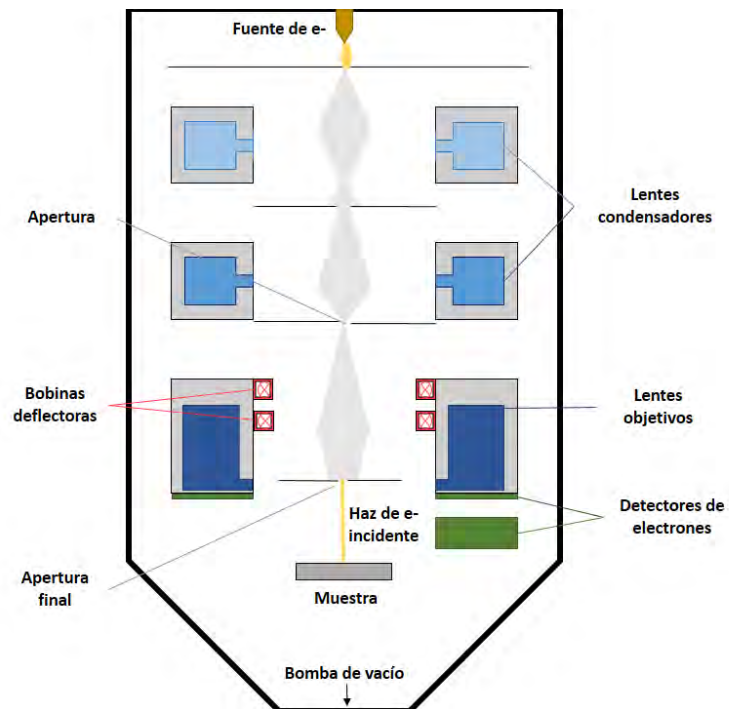 Fuente de e-
Apertura
Lentes
condensadores
Bobinas
deflectoras
Lentes
objetivos
Haz de e-
incidente
Detectores de
electrones
Apertura
final
Muestra
Bomba de vacío